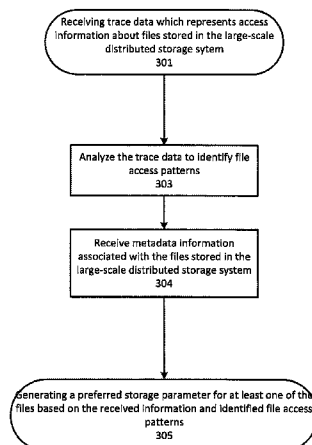 Receiving trace data which represents access
information about files stored in the large-scale
distributed storage sytem
301
Analyze the trace data to identify file
access patterns
303
Receive metadata information
associated with the files stored in the
large-scale distributed storage system
304
Generating a preferred storage parameter for at least one of the
files based on the received information and identified file access
patterns
305